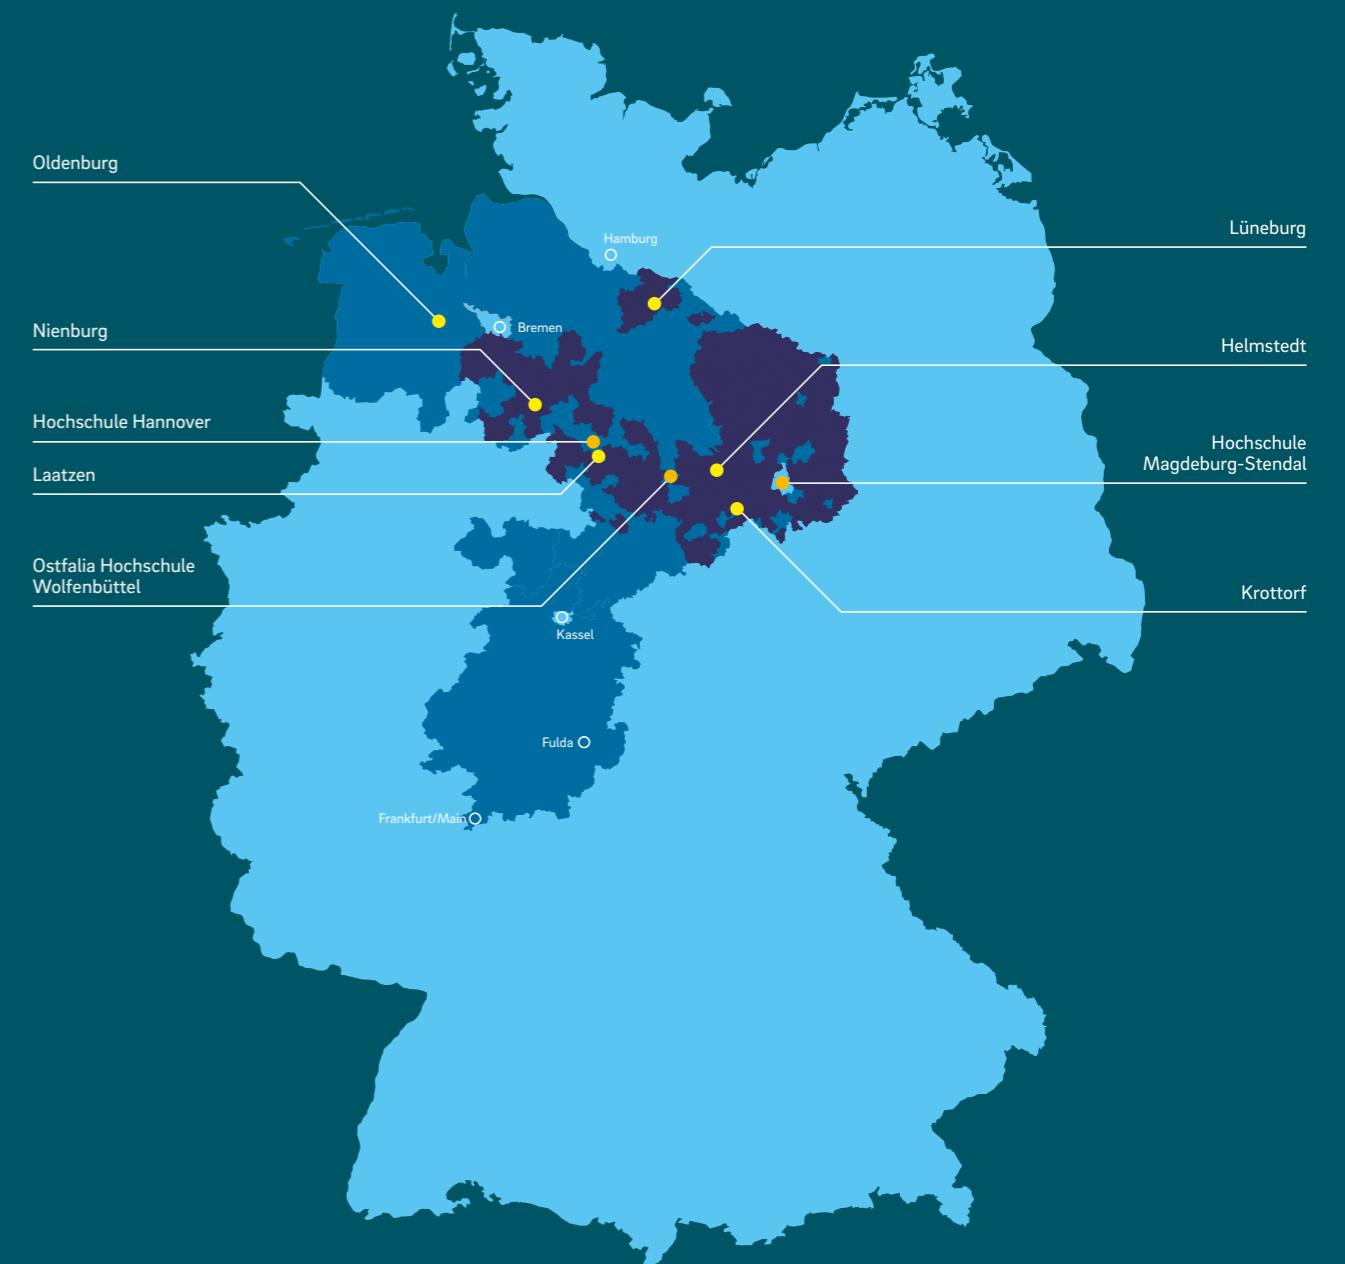 Oldenburg
Nienburg
Hochschule Hannover
Laatzen
Ostfalia Hochschule
Wolfenbüttel
Hamburg
Bremen
Kassel
Fulda
Frankfurt/Main
Lüneburg
Helmstedt
Hochschule
Magdeburg-Stendal
Krottorf